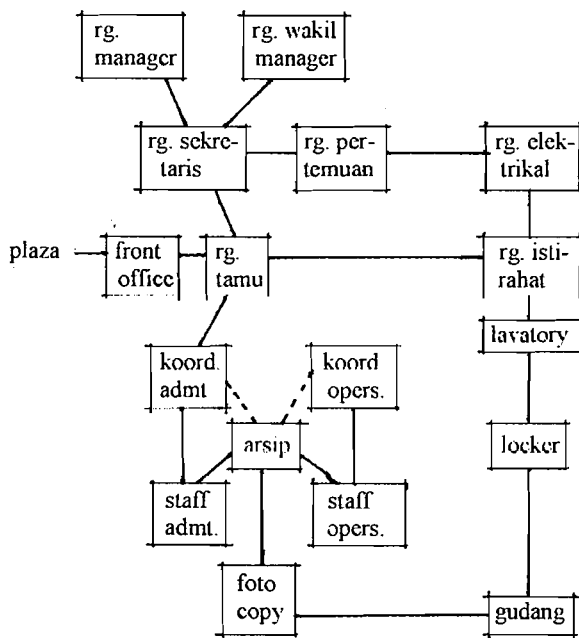 rg.
manager
rg. wakil
manager
rg. sekre-
taris
rg. per-
temuan
rg. elek-
trikal
plaza
front
office
rg.
tamu
rg. isti-
rahat
lavatory
koord.
admt
koord
opers.
arsip
locker
staff
admt.
staff
opers.
foto
copy
gudang